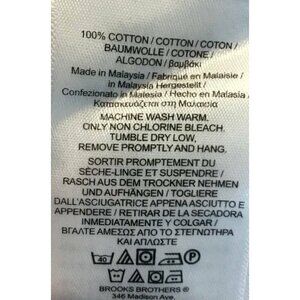 100% COTTON / COTTON / COTON /
BAUMWOLLE / COTONE /
ALGODON / βαμβάκι
Made in Malaysia / Fabriqué en Malaisie /
in Malaysia Hergestellt /
Confezionato in Malesia / Hecho en Malasia /
Κατασκευάζεται στη Μαλαισία
MACHINE WASH WARM.
ONLY NON CHLORINE BLEACH.
TUMBLE DRY LOW,
REMOVE PROMPTLY AND HANG.
SORTIR PROMPTEMENT DU
SÈCHE-LINGE ET SUSPENDRE /
RASCH AUS DEM TROCKNER NEHMEN
UND AUFHÄNGEN / TOGLIERE
DALL'ASCIUGATRICE APPENA ASCIUTTO E
APPENDERE / RETIRAR DE LA SECADORA
INMEDIATAMENTE Y COLGAR /
ΒΓΑΛΤΕ ΑΜΕΣΩΣ ΑΠΟ ΤΟ ΣΤΕΓΝΩΤΗΡΑ
ΚΑΙ ΑΠΛΩΣΤΕ
40
BROOKS BROTHERS®
346 Madison Ave.